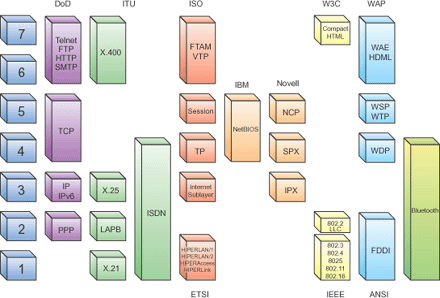 DoD ITU ISO W3C WAP
7
Telnet
FTP
HTTP
SMTP
X.400
FTAM
VTP
Compact
HTML
WAE
HDML
6
IBM Novell
5
TCP
Session
NetBIOS
NCP
WSP
WTP
4
TP
SPX
WDP
ISDN
Bluetooth
3
IP
IPv6
X.25
Internet
Sublayer
IPX
2
PPP
LAPB
802.2
LLC
FDDI
1
X.21
HIPERLAN/1
HIPERLAN/2
HIPERAccess
HIPERLink
802.3
802.4
8025
802.11
802.16
ETSI IEEE ANSI